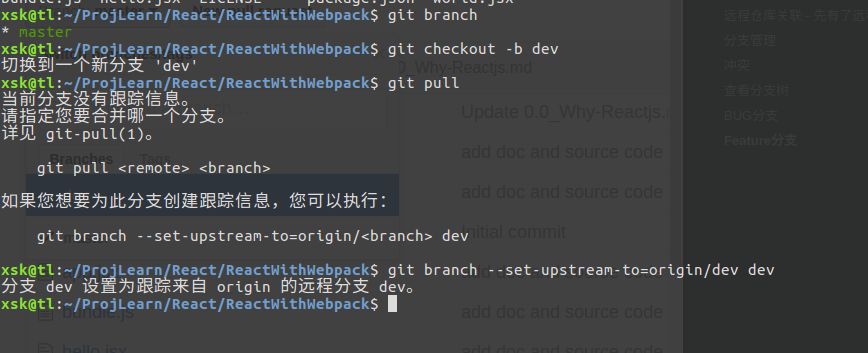 bundle.js hello.jsx LICENSE package.json world.jsx
xsk@tl:~/ProjLearn/React/ReactWithWebpack$ git branch
* master
xsk@tl:~/ProjLearn/React/ReactWithWebpack$ git checkout -b dev
切换到一个新分支 'dev'
xsk@tl:~/ProjLearn/React/ReactWithWebpack$ git pull
当前分支没有跟踪信息。
请指定您要合并哪一个分支。
详见 git-pull(1)。
git pull <remote> <branch>
如果您想要为此分支创建跟踪信息，您可以执行：
git branch --set-upstream-to=origin/<branch> dev
xsk@tl:~/ProjLearn/React/ReactWithWebpack$ git branch --set-upstream-to=origin/dev dev
分支 dev 设置为跟踪来自 origin 的远程分支 dev。
xsk@tl:~/ProjLearn/React/ReactWithWebpack$
Branches Tags
bundle.js
hello.jsx
0_Why-Reactjs.md
Update 0.0_Why-Reactjs.
add doc and source code
add doc and source code
Initial commit
add doc and source code
add doc and source code
add doc and source code
远程仓库关联 - 先有了远
分支管理
冲突
查看分支树
BUG分支
Feature分支